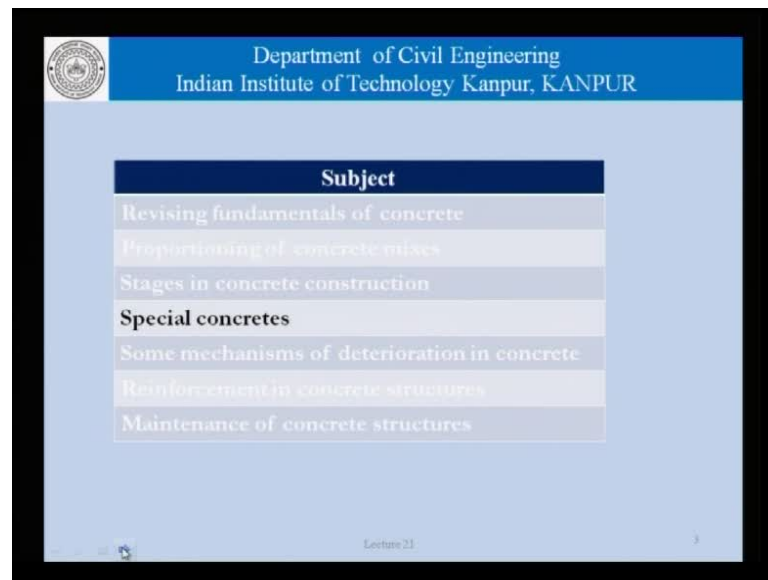 Department of Civil Engineering
Indian Institute of Technology Kanpur, KANPUR
Subject
Revising fundamentals of concrete
Proportioning of concrete mixes
Stages in concrete construction
Special concretes
Some mechanisms of deterioration in concrete
Reinforcement in concrete structures
Maintenance of concrete structures
Lecture 21
3